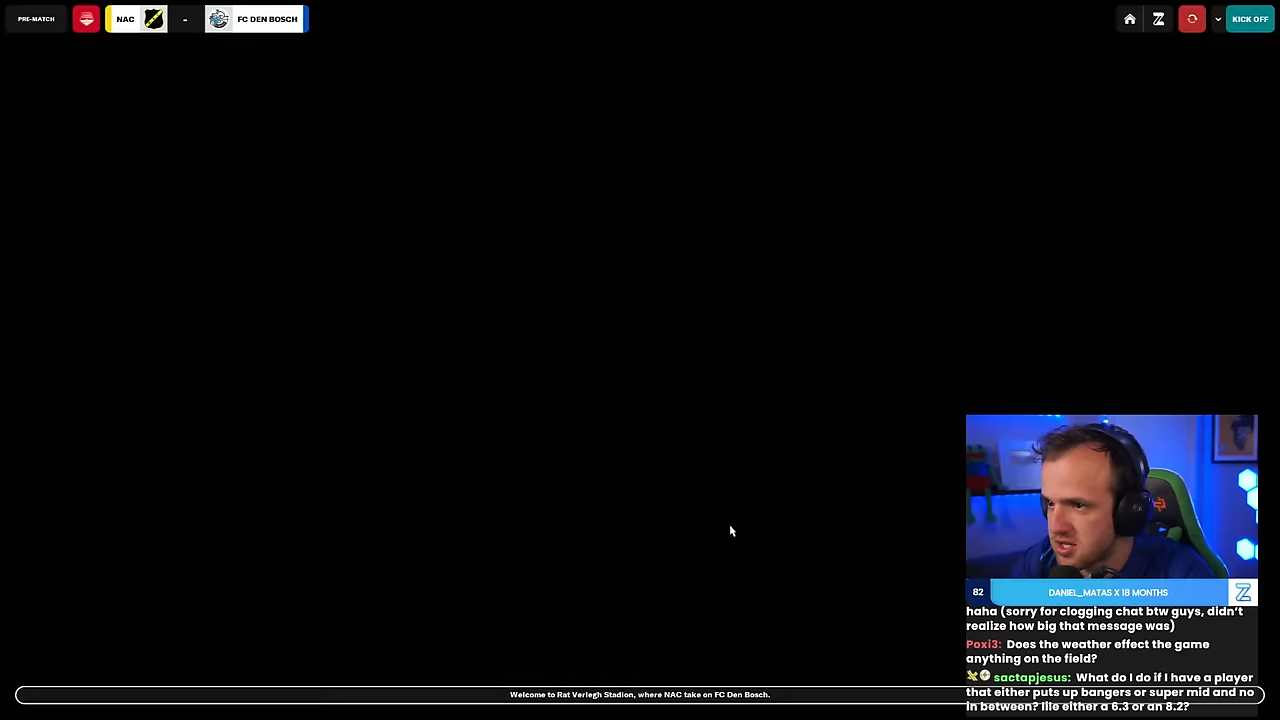 PRE-MATCH
NAC
-
FC DEN BOSCH
KICK OFF
82
DANIEL_MATAS X 18 MONTHS
haha (sorry for clogging chat btw guys, didn't
realize how big that message was)
Poxi3: Does the weather effect the game
anything on the field?
sactapjesus: What do I do if I have a player
that either puts up bangers or super mid and no
in between? Ilie either a 6.3 or an 8.2?
Welcome to Rat Verlegh Stadion, where NAC take on FC Den Bosch.